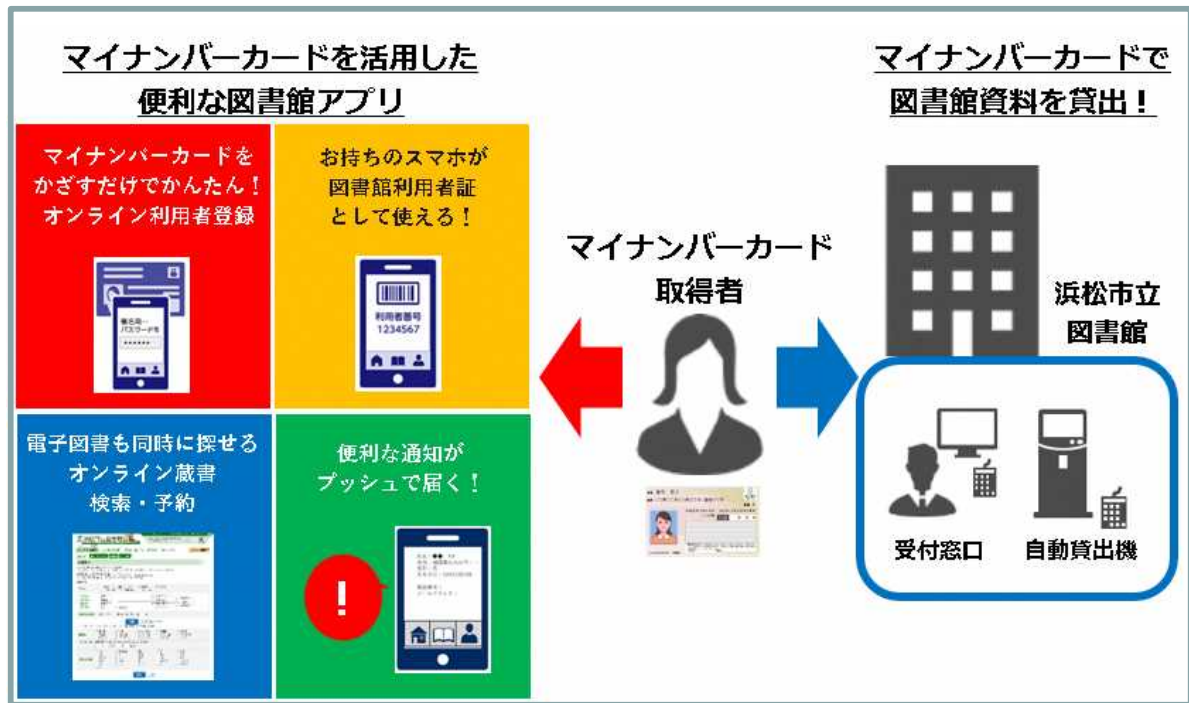 マイナンバーカードを活用した
便利な図書館アプリ
マイナンバーカードを
かざすだけでかんたん！
オンライン利用者登録
お持ちのスマホが
図書館利用者証
として使える！
利用者番号
1234567
電子図書も同時に探せる
オンライン蔵書
検索・予約
便利な通知が
プッシュで届く！
!
マイナンバーカード
取得者
マイナンバーカードで
図書館資料を貸出！
浜松市立
図書館
受付窓口
自動貸出機